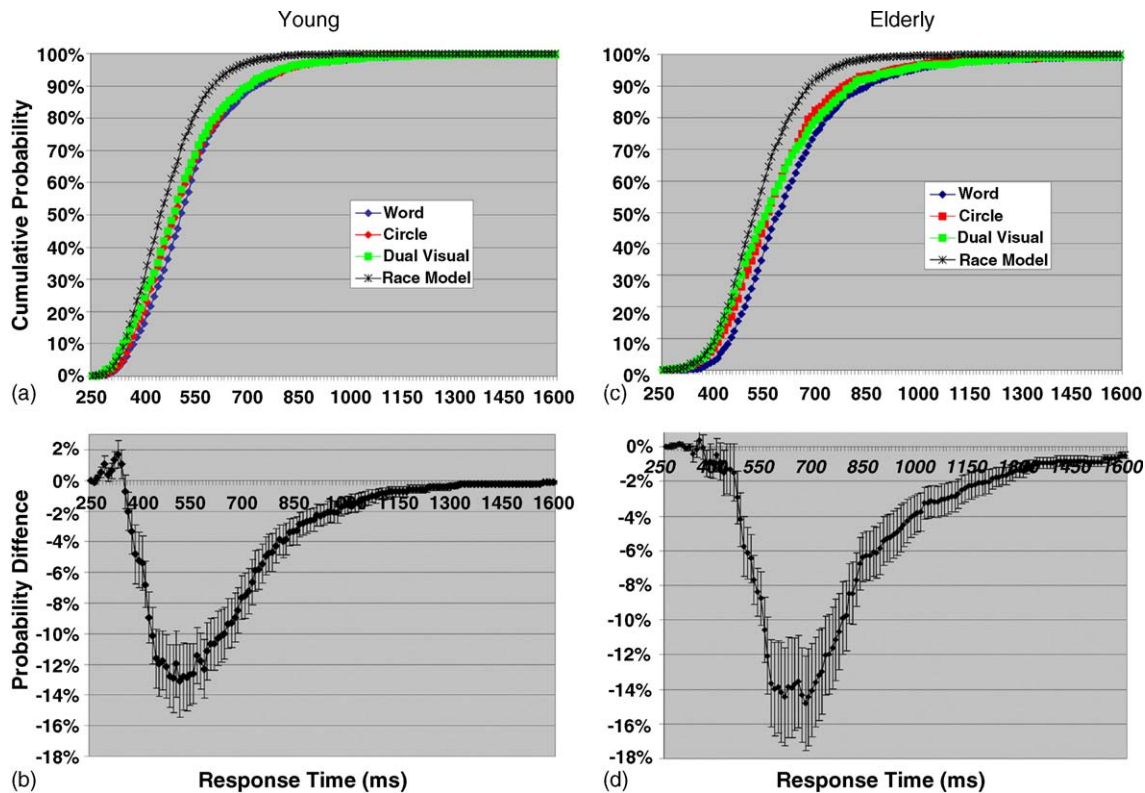 Young
Cumulative Probability
100%
90%
80%
70%
60%
50%
40%
30%
20%
10%
0%
Word
Circle
Dual Visual
Race Model
(a)
250 400 550 700 850 1000 1150 1300 1450 1600
Elderly
100%
90%
80%
70%
60%
50%
40%
30%
20%
10%
0%
Word
Circle
Dual Visual
Race Model
(c)
250 400 550 700 850 1000 1150 1300 1450 1600
Probability Diffence
2%
0%
250 400 550 700 850 1000 1150 1300 1450 1600
-2%
-4%
-6%
-8%
-10%
-12%
-14%
-16%
-18%
(b)
Response Time (ms)
0%
250 400 550 700 850 1000 1150 1300 1450 1600
-2%
-4%
-6%
-8%
-10%
-12%
-14%
-16%
-18%
(d)
Response Time (ms)